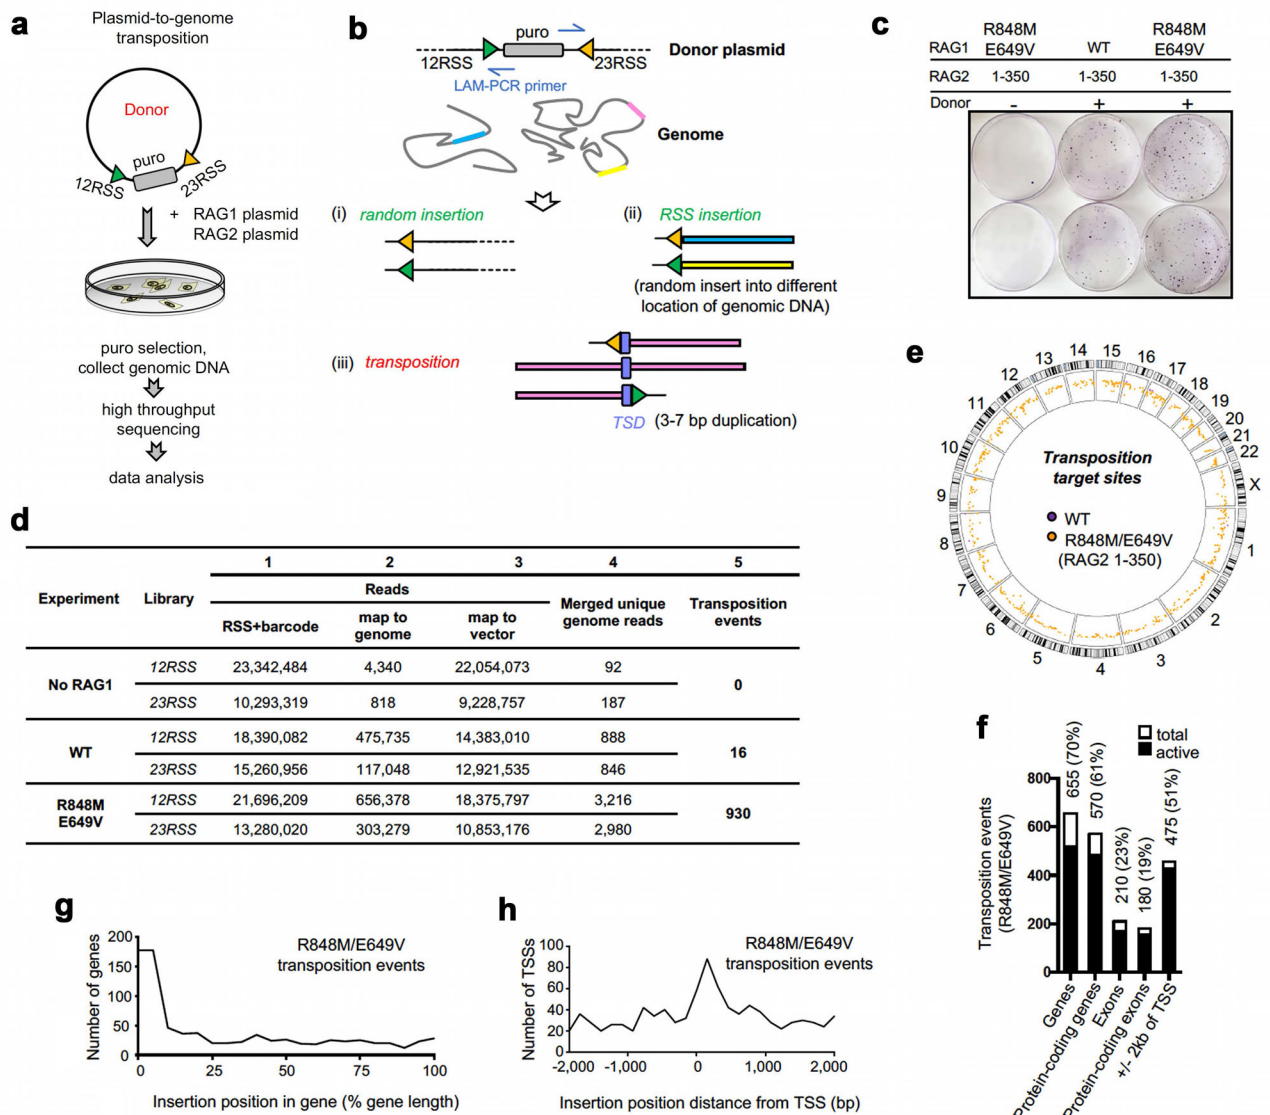 a
Plasmid-to-genome
transposition
Donor
puro
12RSS
23RSS
+ RAG1 plasmid
RAG2 plasmid
puro selection,
collect genomic DNA
high throughput
sequencing
data analysis
b
puro
12RSS
23RSS
Donor plasmid
LAM-PCR primer
Genome
(i) random insertion
(ii) RSS insertion
(random insert into different
location of genomic DNA)
(iii) transposition
TSD (3-7 bp duplication)
c
RAG1 R848M E649V WT R848M E649V
RAG2 1-350 1-350 1-350
Donor - + +
d
1 2 3 4 5
Experiment Library Reads Merged unique genome reads Transposition events
RSS+barcode map to genome map to vector
No RAG1 12RSS 23,342,484 4,340 22,054,073 92 0
23RSS 10,293,319 818 9,228,757 187
WT 12RSS 18,390,082 475,735 14,383,010 888 16
23RSS 15,260,956 117,048 12,921,535 846
R848M E649V 12RSS 21,696,209 656,378 18,375,797 3,216 930
23RSS 13,280,020 303,279 10,853,176 2,980
e
1
2
3
4
5
6
7
8
9
10
11
12
13
14
15
16
17
18
19
20
21
22
X
Transposition
target sites
WT
R848M/E649V
(RAG2 1-350)
f
total
active
Transposition events
(R848M/E649V)
800
600
400
200
0
655 (70%)
570 (61%)
210 (23%)
180 (19%)
475 (51%)
Genes
Protein-coding genes
Exons
Protein-coding exons
+/- 2kb of TSS
g
R848M/E649V
transposition events
Number of genes
200
150
100
50
0
0 25 50 75 100
Insertion position in gene (% gene length)
h
R848M/E649V
transposition events
Number of TSSs
100
80
60
40
20
0
-2,000 -1,000 0 1,000 2,000
Insertion position distance from TSS (bp)